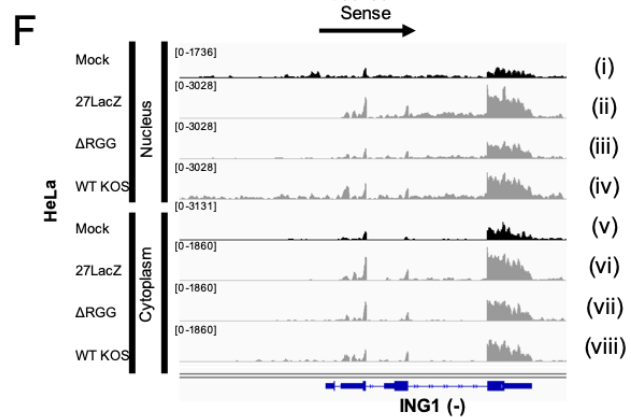 F
Sense
HeLa
Nucleus
Mock
[0-1736]
(i)
27LacZ
[0-3028]
(ii)
ΔRGG
[0-3028]
(iii)
WT KOS
[0-3028]
(iv)
Cytoplasm
Mock
[0-3131]
(v)
27LacZ
[0-1860]
(vi)
ΔRGG
[0-1860]
(vii)
WT KOS
[0-1860]
(viii)
ING1 (-)